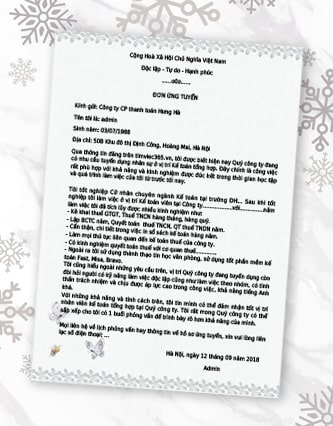 Cộng Hoà Xã Hội Chủ Nghĩa Việt Nam
Độc lập - Tự do - Hạnh phúc
......o0o......
ĐƠN ỨNG TUYỂN
Kính gửi: Công ty CP thanh toán Hưng Hà
Tên tôi là: admin
Sinh năm: 03/07/1988
Địa chỉ: 50B Khu đô thị Định Công, Hoàng Mai, Hà Nội
Qua thông tin đăng trên timviec365.vn, tôi được biết hiện nay Quý công ty đang
có nhu cầu tuyển dụng nhân sự ở vị trí Kế toán tổng hợp. Đây chính là công việc
rất phù hợp với khả năng và kinh nghiệm được đúc kết trong thời gian học tập
và quá trình làm việc của tôi từ trước tới nay.
Tôi tốt nghiệp Cử nhân chuyên ngành Kế toán tại trường ĐH... Sau khi tốt
nghiệp tôi làm việc ở vị trí Kế toán viên tại Công ty................với........năm
làm việc tôi đã tích lũy được nhiều kinh nghiệm như:
- Kê khai thuế GTGT, Thuế TNCN hàng tháng, hàng quý.
- Lập BCTC năm, Quyết toán thuế TNCN, QT thuế TNDN năm.
- Cẩn thận, chi tiết trong việc in sổ sách kế toán hàng năm.
- Làm mọi thủ tục liên quan đến kế toán thuế của công ty.
- Có kinh nghiệm quyết toán thuế với cơ quan thuế.
- Ngoài ra tôi sử dụng thành thạo tin học văn phòng, sử dụng tốt phần mềm kế
toán Fast, Misa, Bravo.
Tôi cũng hiểu ngoài những yêu cầu trên, vị trí Quý công ty đang tuyển dụng còn
đòi hỏi người có kỹ năng làm việc độc lập cũng như làm việc theo nhóm, có tinh
thần trách nhiệm và chịu được áp lực cao trong công việc, khả năng tiếng Anh
khá.
Với những khả năng và tính cách trên, tôi tin mình có thể đảm nhận tốt vị trí
nhân viên kế toán tổng hợp tại Quý công ty. Tôi rất mong Quý công ty có thể
sắp xếp cho tôi có 1 buổi phỏng vấn để trình bày rõ hơn khả năng của mình.
Mọi liên hệ về lịch phỏng vấn hay thông tin về hồ sơ ứng tuyển, xin vui lòng liên
lạc số điện thoại: ...
Hà Nội, ngày 12 tháng 09 năm 2018
Admin